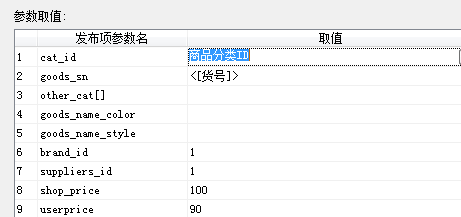 参数取值:
发布项参数名 取值
1 cat_id 商品分类ID
2 goods_sn <[货号]>
3 other_cat[]
4 goods_name_color
5 goods_name_style
6 brand_id 1
7 suppliers_id 1
8 shop_price 100
9 userprice 90